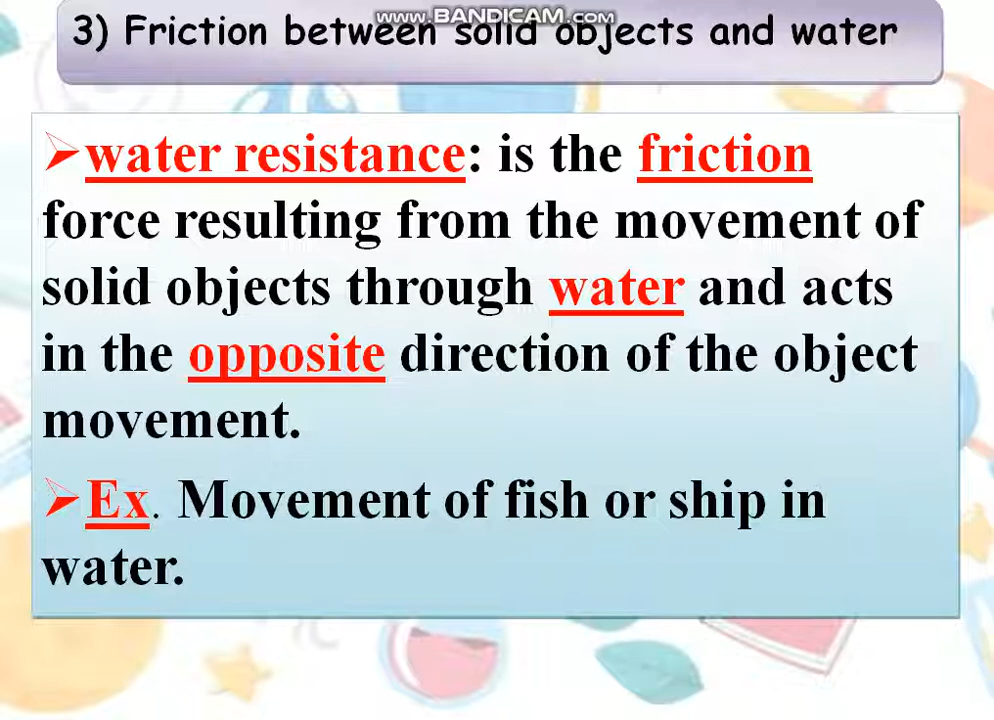 www.BANDICAM.com
3) Friction between solid objects and water
➢water resistance: is the friction
force resulting from the movement of
solid objects through water and acts
in the opposite direction of the object
movement.
➢Ex. Movement of fish or ship in
water.